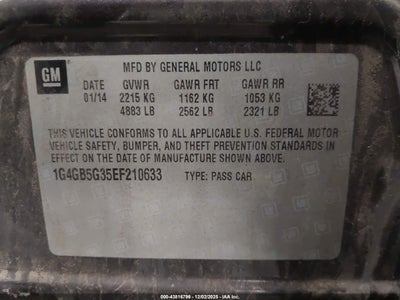 GM
MFD BY GENERAL MOTORS LLC
DATE GVWR GAWR FRT GAWR RR
01/14 2215 KG 1162 KG 1053 KG
4883 LB 2562 LB 2321 LB
THIS VEHICLE CONFORMS TO ALL APPLICABLE U.S. FEDERAL MOTOR
VEHICLE SAFETY, BUMPER, AND THEFT PREVENTION STANDARDS
IN EFFECT ON THE DATE OF MANUFACTURE SHOWN ABOVE.
1G4GB5G35EF210633 TYPE: PASS CAR
000-43818796 - 12/02/2025 - IAA Inc.